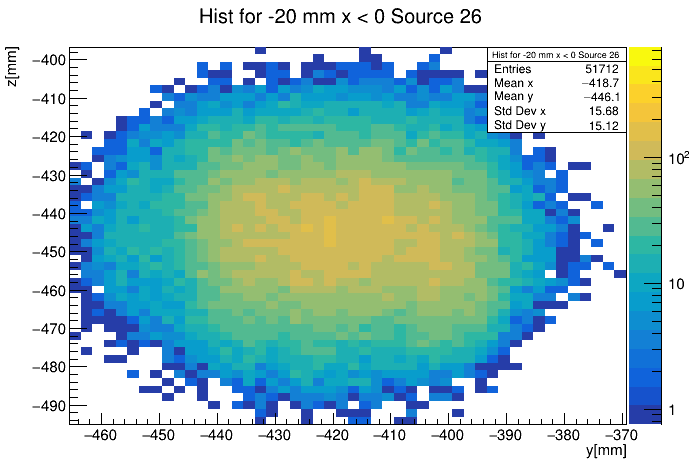 Hist for -20 mm x < 0 Source 26
z[mm]
Hist for -20 mm x < 0 Source 26
Entries 51712
Mean x −418.7
Mean y −446.1
Std Dev x 15.68
Std Dev y 15.12
−400
−410
−420
−430
−440
−450
−460
−470
−480
−490
10²
10
1
−460 −450 −440 −430 −420 −410 −400 −390 −380 −370
y[mm]